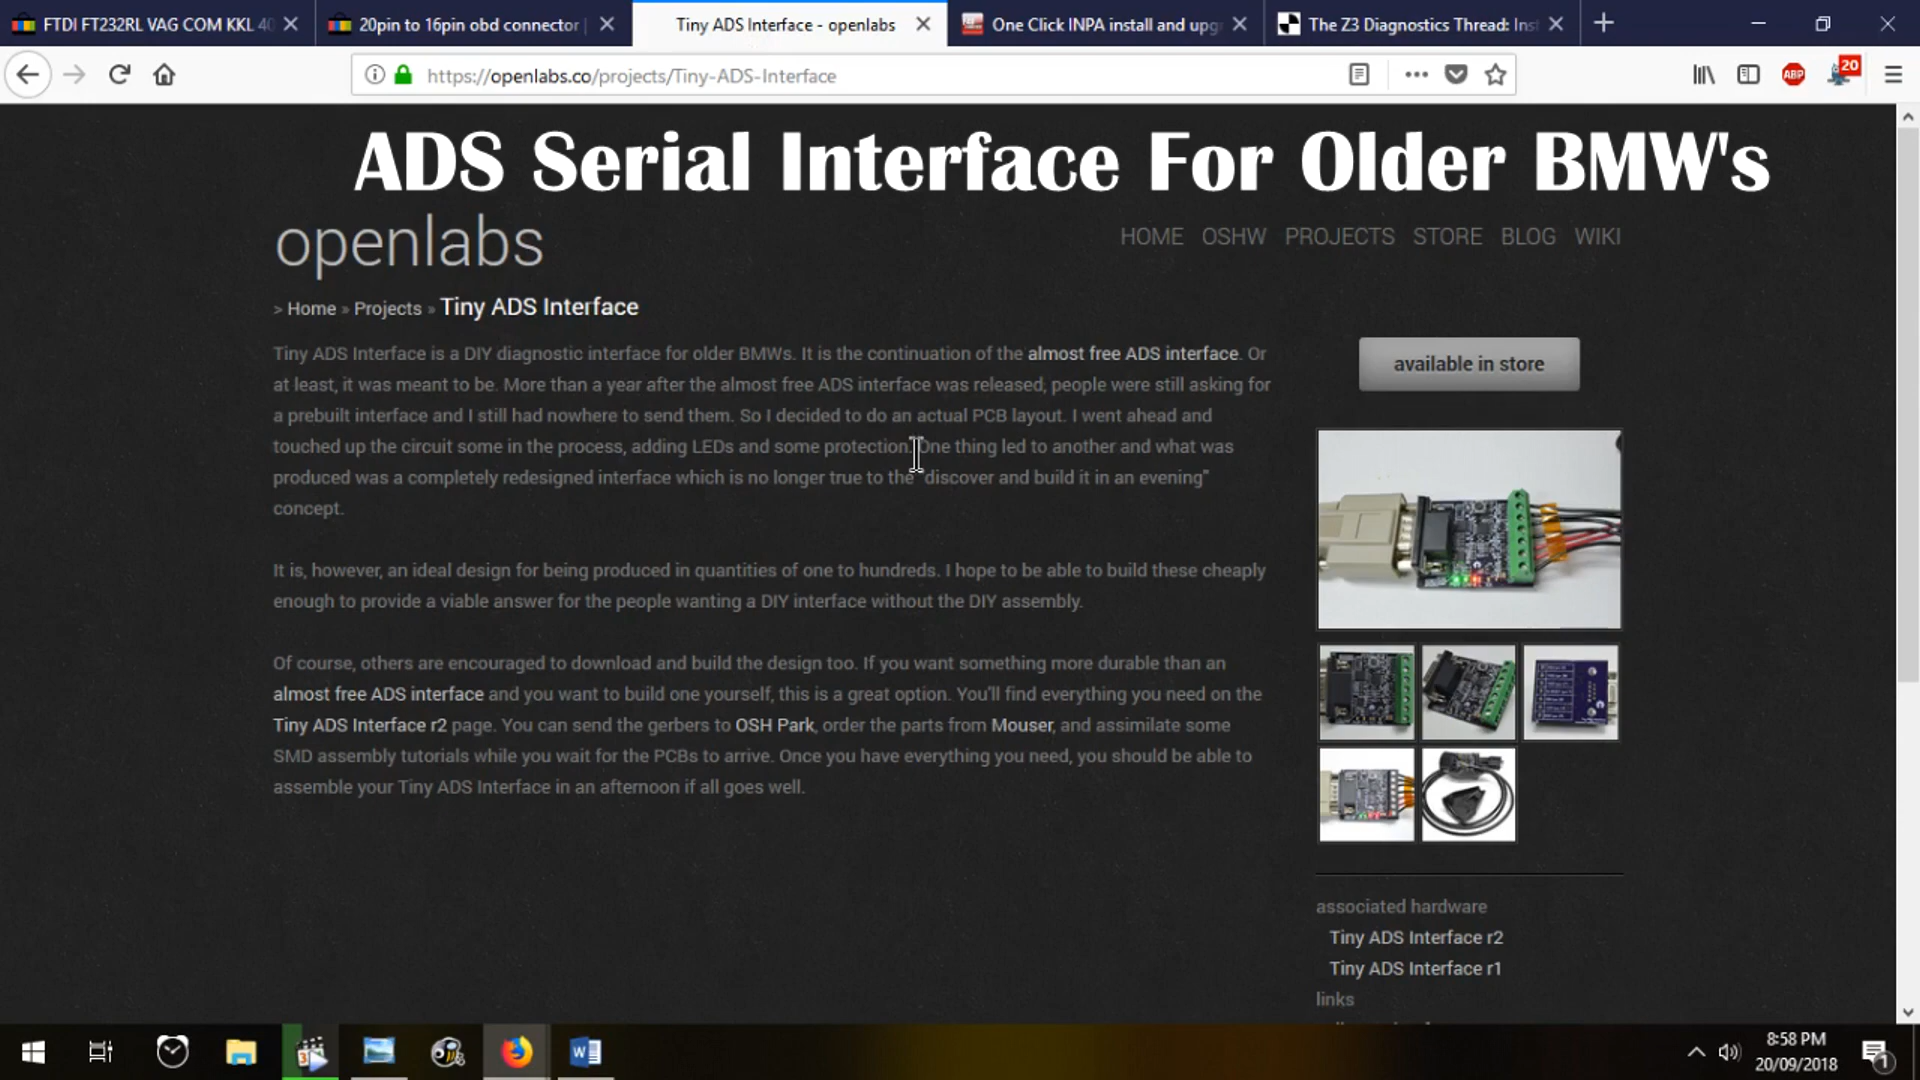 FTDI FT232RL VAG COM KKL 40
20pin to 16pin obd connector |
Tiny ADS Interface - openlabs
One Click INPA install and upg
The Z3 Diagnostics Thread: Inst
https://openlabs.co/projects/Tiny-ADS-Interface
ABP
20
ADS Serial Interface For Older BMW's
openlabs
HOME OSHW PROJECTS STORE BLOG WIKI
> Home » Projects » Tiny ADS Interface
Tiny ADS Interface is a DIY diagnostic interface for older BMWs. It is the continuation of the almost free ADS interface. Or
at least, it was meant to be. More than a year after the almost free ADS interface was released, people were still asking for
a prebuilt interface and I still had nowhere to send them. So I decided to do an actual PCB layout. I went ahead and
touched up the circuit some in the process, adding LEDs and some protection. One thing led to another and what was
produced was a completely redesigned interface which is no longer true to the "discover and build it in an evening"
concept.
It is, however, an ideal design for being produced in quantities of one to hundreds. I hope to be able to build these cheaply
enough to provide a viable answer for the people wanting a DIY interface without the DIY assembly.
Of course, others are encouraged to download and build the design too. If you want something more durable than an
almost free ADS interface and you want to build one yourself, this is a great option. You'll find everything you need on the
Tiny ADS Interface r2 page. You can send the gerbers to OSH Park, order the parts from Mouser, and assimilate some
SMD assembly tutorials while you wait for the PCBs to arrive. Once you have everything you need, you should be able to
assemble your Tiny ADS Interface in an afternoon if all goes well.
available in store
associated hardware
Tiny ADS Interface r2
Tiny ADS Interface r1
links
8:58 PM
20/09/2018
1